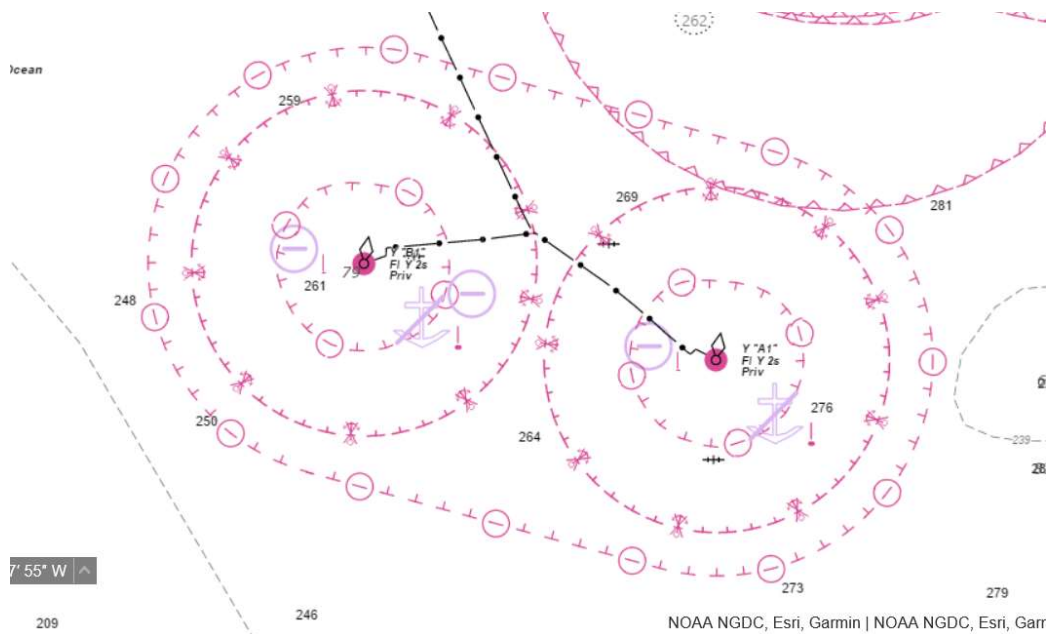 262
Ocean
259
269
281
Y "B1"
Fl Y 2s
Priv
79
261
248
Y "A1"
Fl Y 2s
Priv
276
250
264
239
7' 55" W
273
279
246
209
NOAA NGDC, Esri, Garmin | NOAA NGDC, Esri, Garm